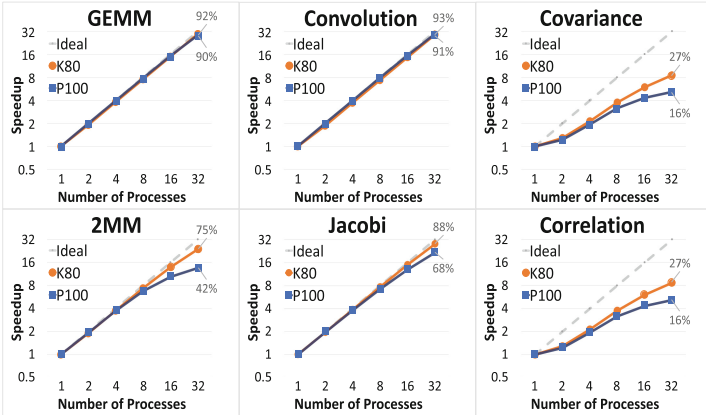 GEMM
92%
90%
32
16
8
4
2
1
0.5
Speedup
Ideal
K80
P100
1 2 4 8 16 32
Number of Processes
Convolution
93%
91%
32
16
8
4
2
1
0.5
Speedup
Ideal
K80
P100
1 2 4 8 16 32
Number of Processes
Covariance
27%
16%
32
16
8
4
2
1
0.5
Speedup
Ideal
K80
P100
1 2 4 8 16 32
Number of Processes
2MM
75%
42%
32
16
8
4
2
1
0.5
Speedup
Ideal
K80
P100
1 2 4 8 16 32
Number of Processes
Jacobi
88%
68%
32
16
8
4
2
1
0.5
Speedup
Ideal
K80
P100
1 2 4 8 16 32
Number of Processes
Correlation
27%
16%
32
16
8
4
2
1
0.5
Speedup
Ideal
K80
P100
1 2 4 8 16 32
Number of Processes